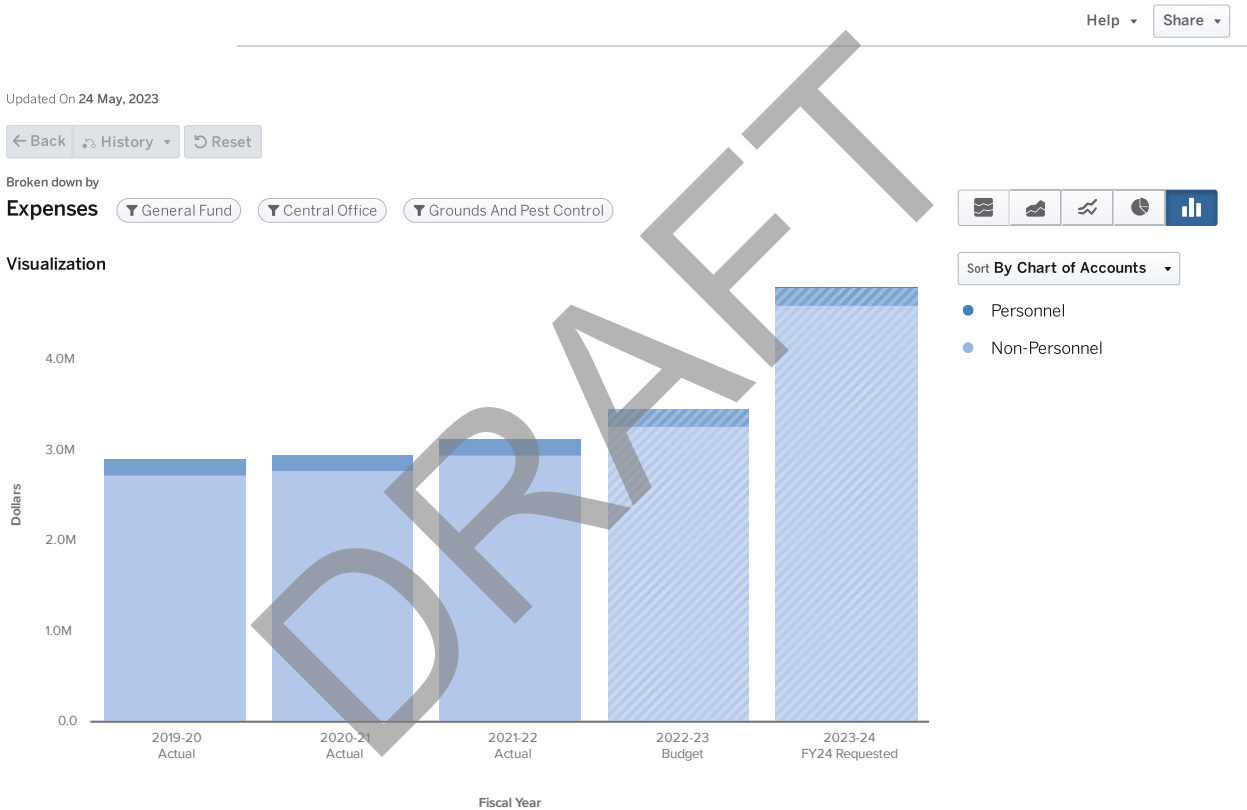 Help
Share
Updated On 24 May, 2023
Back
History
Reset
Broken down by
Expenses
General Fund
Central Office
Grounds And Pest Control
Visualization
Sort By Chart of Accounts
Personnel
Non-Personnel
4.0M
3.0M
2.0M
1.0M
0.0
Dollars
2019-20
Actual
2020-21
Actual
2021-22
Actual
2022-23
Budget
2023-24
FY24 Requested
Fiscal Year
DRAFT